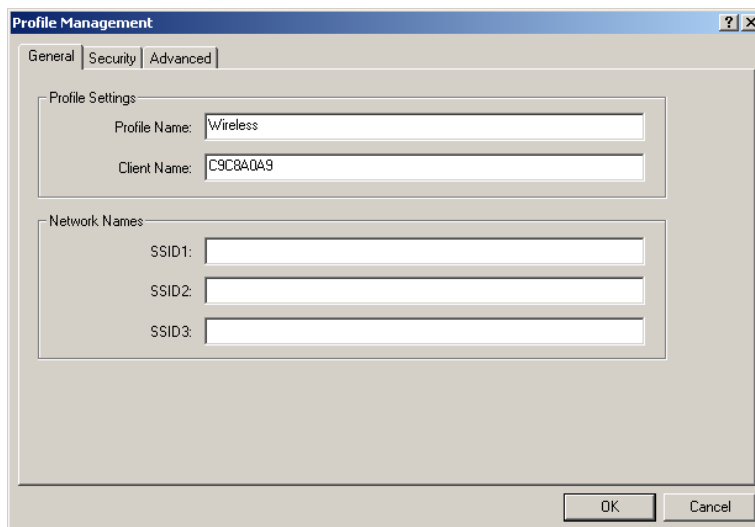 Profile Management
General Security Advanced
Profile Settings
Profile Name: Wireless
Client Name: C9C8A0A9
Network Names
SSID1:
SSID2:
SSID3:
OK Cancel